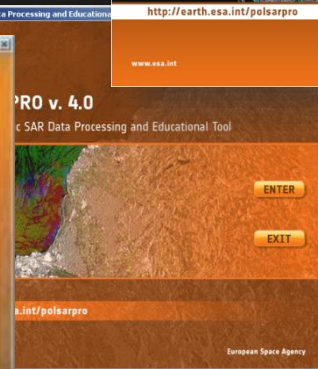 a Processing and Educationa
http://earth.esa.int/polsarpro
www.esa.int
PRO v. 4.0
c SAR Data Processing and Educational Tool
ENTER
EXIT
a.int/polsarpro
European Space Agency